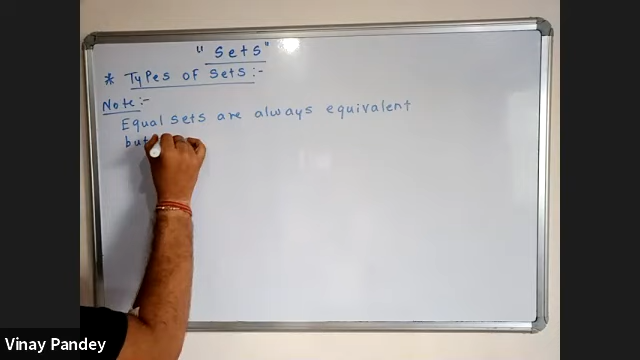 "Sets"
* Types of Sets:-
Note:-
Equal sets are always equivalent
but
Vinay Pandey